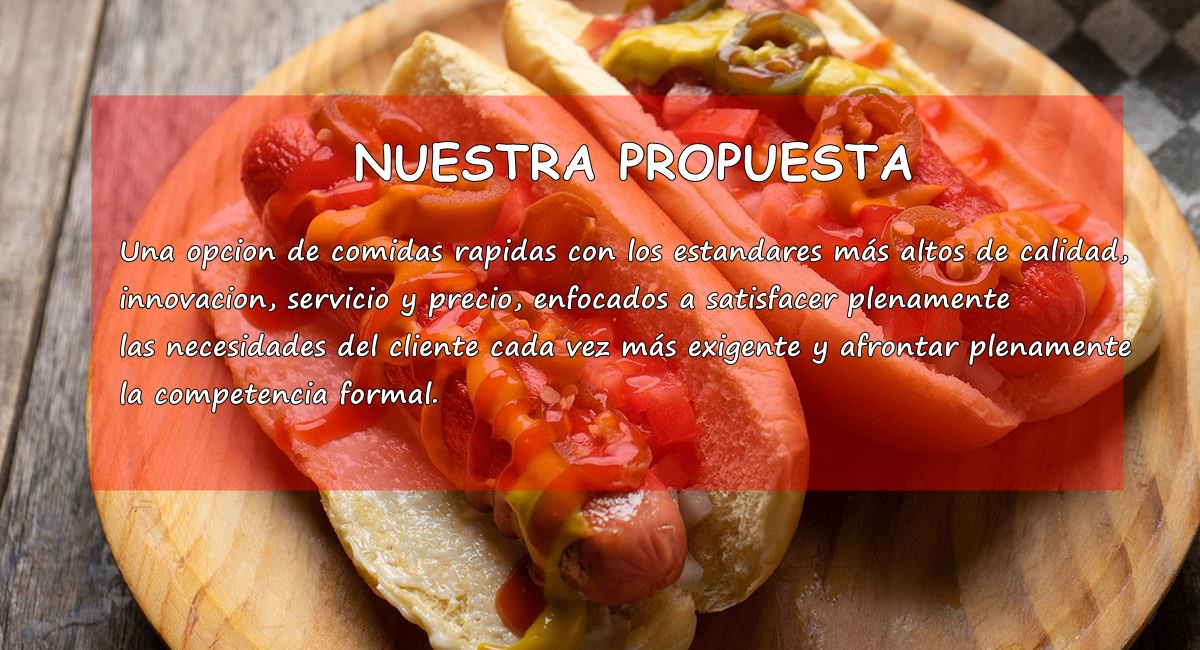 NUESTRA PROPUESTA
Una opcion de comidas rapidas con los estandares más altos de calidad,
innovacion, servicio y precio, enfocados a satisfacer plenamente
las necesidades del cliente cada vez más exigente y afrontar plenamente
la competencia formal.